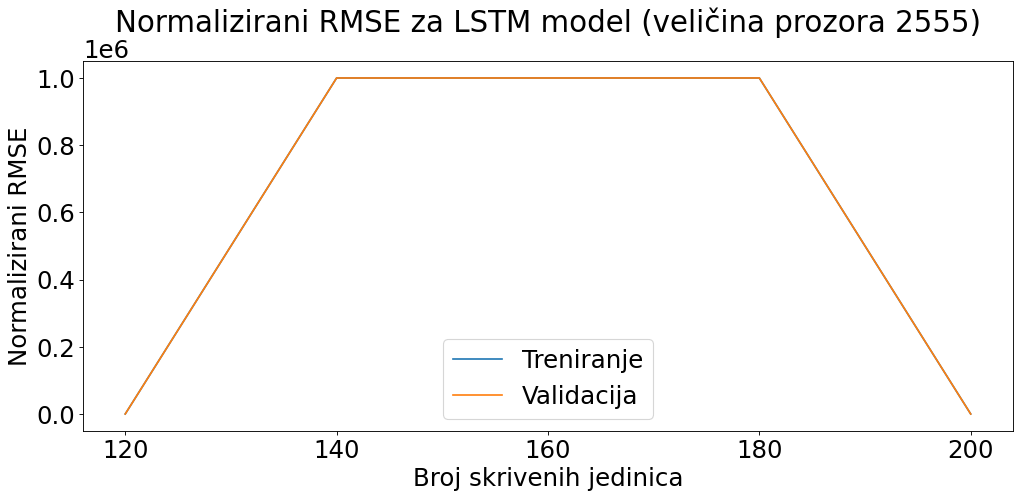 Normalizirani RMSE za LSTM model (veličina prozora 2555)
1e6
1.0
0.8
0.6
0.4
0.2
0.0
Normalizirani RMSE
Treniranje
Validacija
120 140 160 180 200
Broj skrivenih jedinica